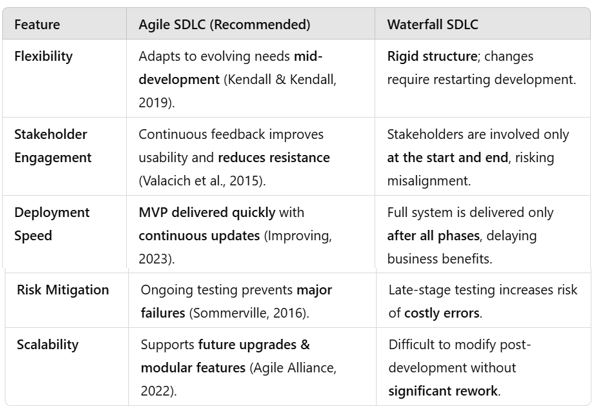 Feature Agile SDLC (Recommended) Waterfall SDLC
Flexibility Adapts to evolving needs mid- Rigid structure; changes
development (Kendall & Kendall, require restarting development.
2019).
Stakeholder Continuous feedback improves Stakeholders are involved only
Engagement usability and reduces resistance at the start and end, risking
(Valacich et al., 2015). misalignment.
Deployment MVP delivered quickly with Full system is delivered only
Speed continuous updates (Improving, after all phases, delaying
2023). business benefits.
Risk Mitigation Ongoing testing prevents major Late-stage testing increases risk
failures (Sommerville, 2016). of costly errors.
Scalability Supports future upgrades & Difficult to modify post-
modular features (Agile Alliance, development without
2022). significant rework.